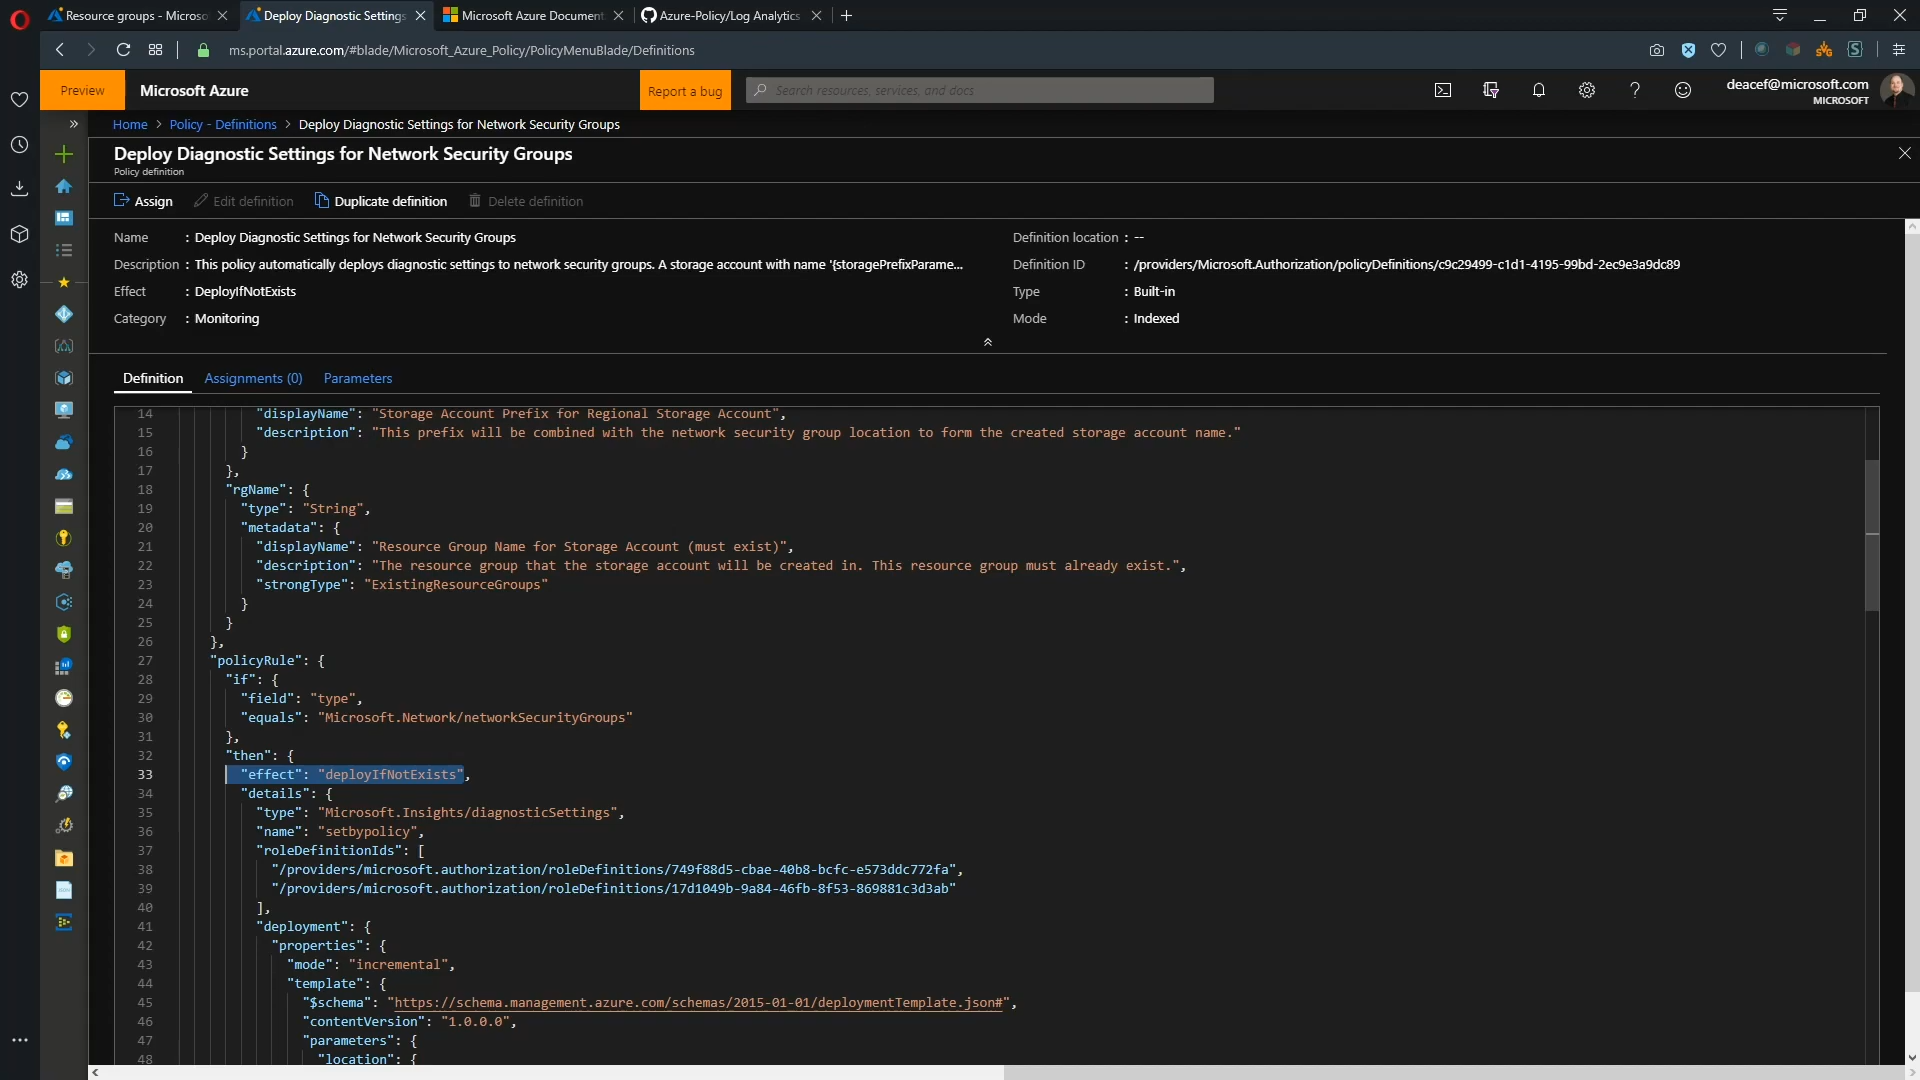 Resource groups - Microso
Deploy Diagnostic Settings
Microsoft Azure Document
Azure-Policy/Log Analytics
ms.portal.azure.com/#blade/Microsoft_Azure_Policy/PolicyMenuBlade/Definitions
Preview
Microsoft Azure
Report a bug
Search resources, services, and docs
deacef@microsoft.com
MICROSOFT
Home > Policy - Definitions > Deploy Diagnostic Settings for Network Security Groups
Deploy Diagnostic Settings for Network Security Groups
Policy definition
Assign
Edit definition
Duplicate definition
Delete definition
Name : Deploy Diagnostic Settings for Network Security Groups
Definition location : --
Description : This policy automatically deploys diagnostic settings to network security groups. A storage account with name '{storagePrefixParame...
Definition ID : /providers/Microsoft.Authorization/policyDefinitions/c9c29499-c1d1-4195-99bd-2ec9e3a9dc89
Effect : DeployIfNotExists
Type : Built-in
Category : Monitoring
Mode : Indexed
Definition
Assignments (0)
Parameters
14 "displayName": "Storage Account Prefix for Regional Storage Account",
15 "description": "This prefix will be combined with the network security group location to form the created storage account name."
16 }
17 },
18 "rgName": {
19 "type": "String",
20 "metadata": {
21 "displayName": "Resource Group Name for Storage Account (must exist)",
22 "description": "The resource group that the storage account will be created in. This resource group must already exist.",
23 "strongType": "ExistingResourceGroups"
24 }
25 }
26 },
27 "policyRule": {
28 "if": {
29 "field": "type",
30 "equals": "Microsoft.Network/networkSecurityGroups"
31 },
32 "then": {
33 "effect": "deployIfNotExists",
34 "details": {
35 "type": "Microsoft.Insights/diagnosticSettings",
36 "name": "setbypolicy",
37 "roleDefinitionIds": [
38 "/providers/microsoft.authorization/roleDefinitions/749f88d5-cbae-40b8-bcfc-e573ddc772fa",
39 "/providers/microsoft.authorization/roleDefinitions/17d1049b-9a84-46fb-8f53-869881c3d3ab"
40 ],
41 "deployment": {
42 "properties": {
43 "mode": "incremental",
44 "template": {
45 "$schema": "https://schema.management.azure.com/schemas/2015-01-01/deploymentTemplate.json#",
46 "contentVersion": "1.0.0.0",
47 "parameters": {
48 "location": {